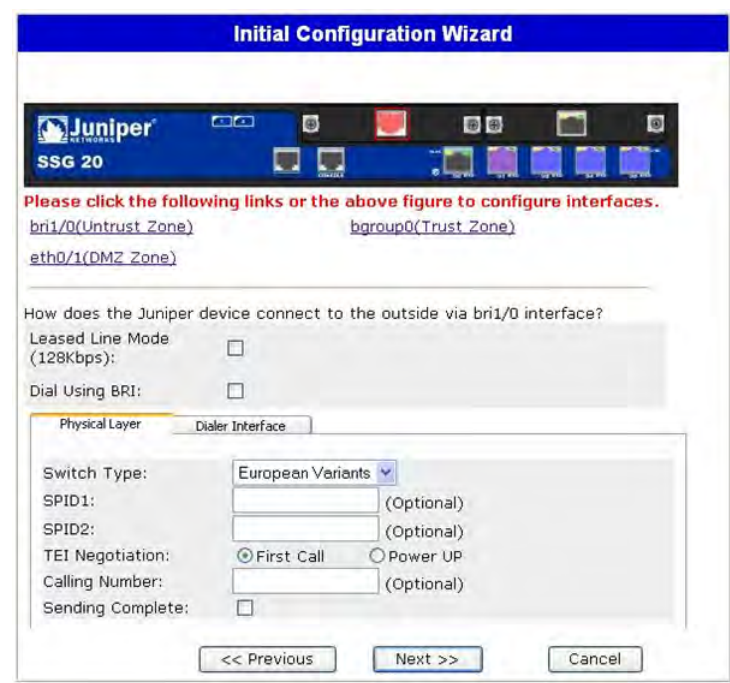 Initial Configuration Wizard
Juniper
NETWORKS
SSG 20
CONSOLE
Please click the following links or the above figure to configure interfaces.
bri1/0(Untrust Zone) bgroup0(Trust Zone)
eth0/1(DMZ Zone)
How does the Juniper device connect to the outside via bri1/0 interface?
Leased Line Mode
(128Kbps):
Dial Using BRI:
Physical Layer Dialer Interface
Switch Type: European Variants
SPID1: (Optional)
SPID2: (Optional)
TEI Negotiation: First Call Power UP
Calling Number: (Optional)
Sending Complete:
<< Previous Next >> Cancel